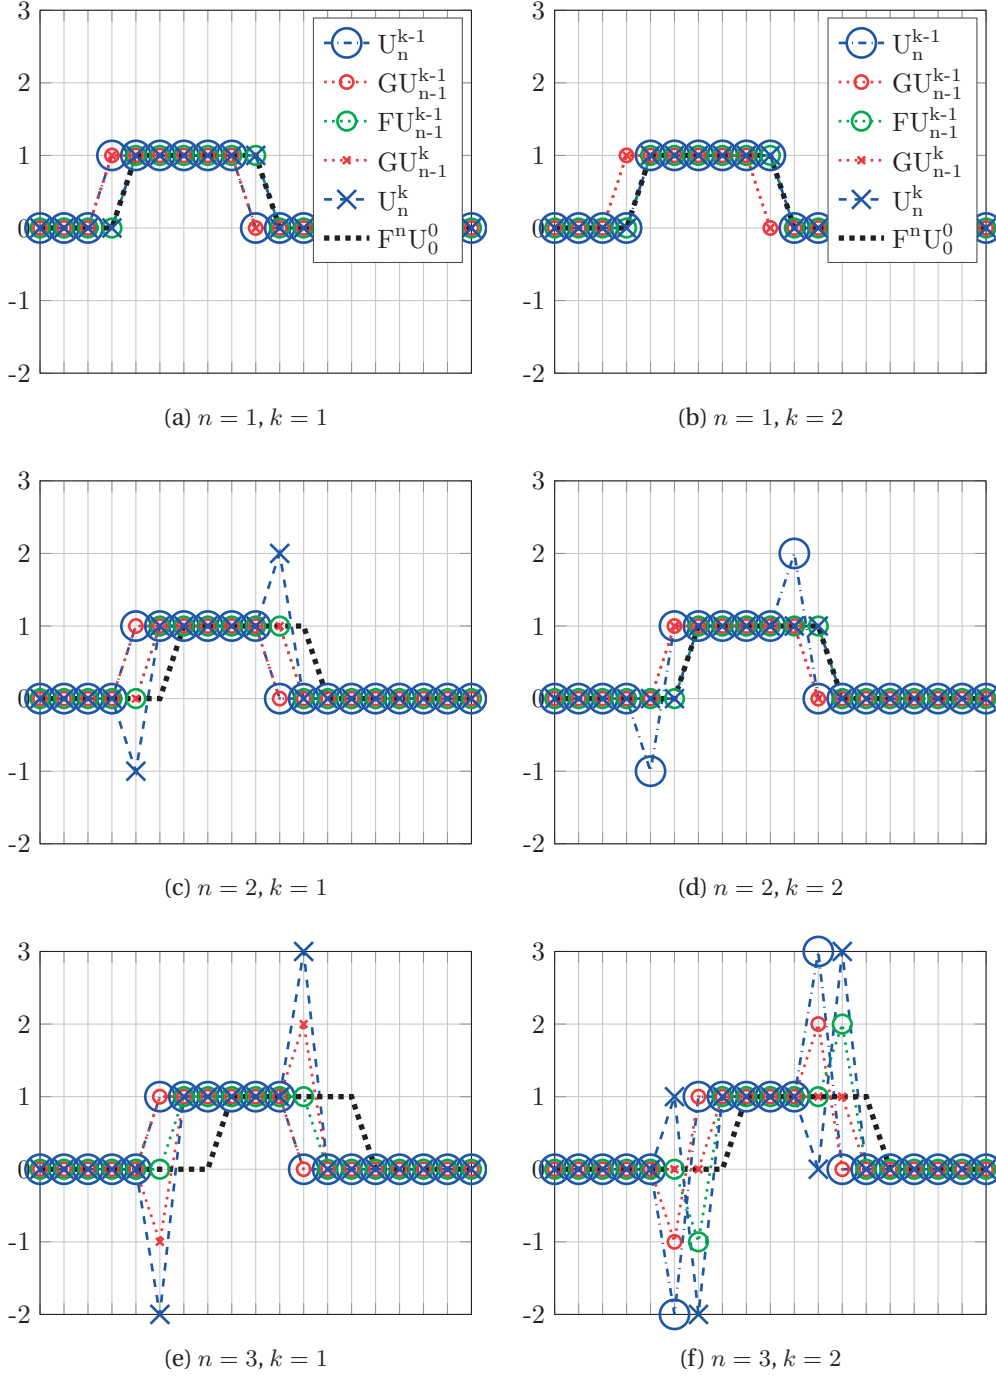 3
2
1
0
-1
-2
U_n^{k-1}
GU_{n-1}^{k-1}
FU_{n-1}^{k-1}
GU_{n-1}^{k}
U_n^{k}
F^nU_0^0
(a) n = 1, k = 1
3
2
1
0
-1
-2
U_n^{k-1}
GU_{n-1}^{k-1}
FU_{n-1}^{k-1}
GU_{n-1}^{k}
U_n^{k}
F^nU_0^0
(b) n = 1, k = 2
3
2
1
0
-1
-2
(c) n = 2, k = 1
3
2
1
0
-1
-2
(d) n = 2, k = 2
3
2
1
0
-1
-2
(e) n = 3, k = 1
3
2
1
0
-1
-2
(f) n = 3, k = 2